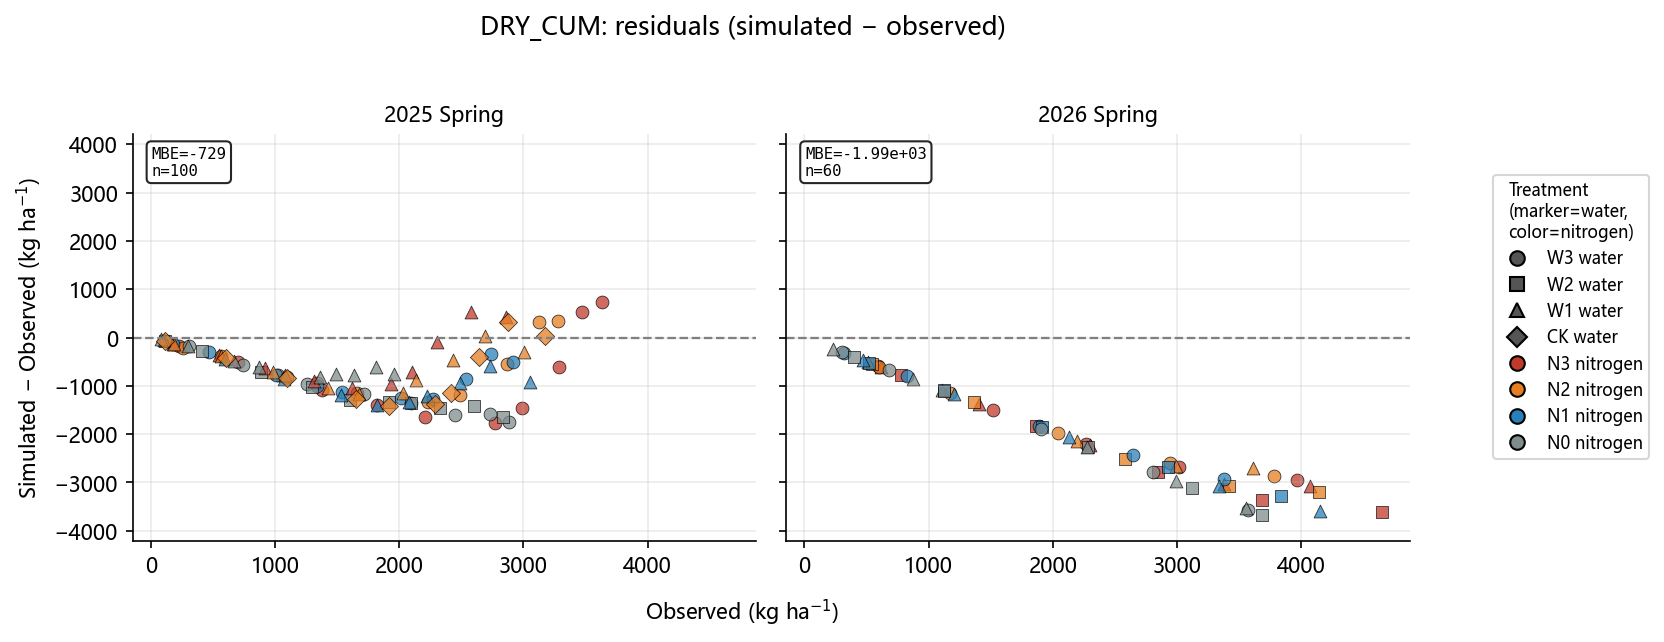 DRY_CUM: residuals (simulated − observed)
2025 Spring
2026 Spring
MBE=-729
n=100
MBE=-1.99e+03
n=60
4000
3000
2000
1000
0
−1000
−2000
−3000
−4000
Simulated − Observed (kg ha⁻¹)
0 1000 2000 3000 4000
0 1000 2000 3000 4000
Observed (kg ha⁻¹)
Treatment
(marker=water,
color=nitrogen)
W3 water
W2 water
W1 water
CK water
N3 nitrogen
N2 nitrogen
N1 nitrogen
N0 nitrogen